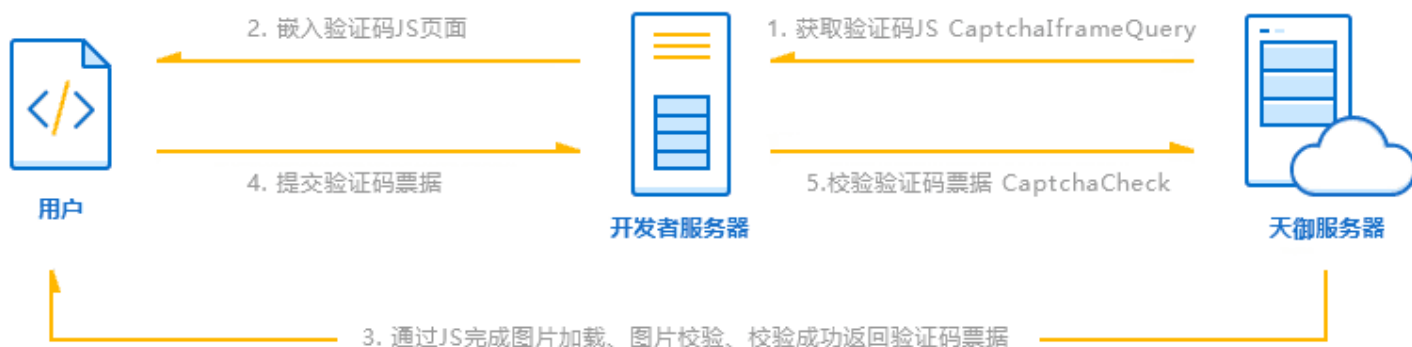 2. 嵌入验证码JS页面
1. 获取验证码JS CaptchaIframeQuery
4. 提交验证码票据
5.校验验证码票据 CaptchaCheck
用户
开发者服务器
天御服务器
3. 通过JS完成图片加载、图片校验、校验成功返回验证码票据